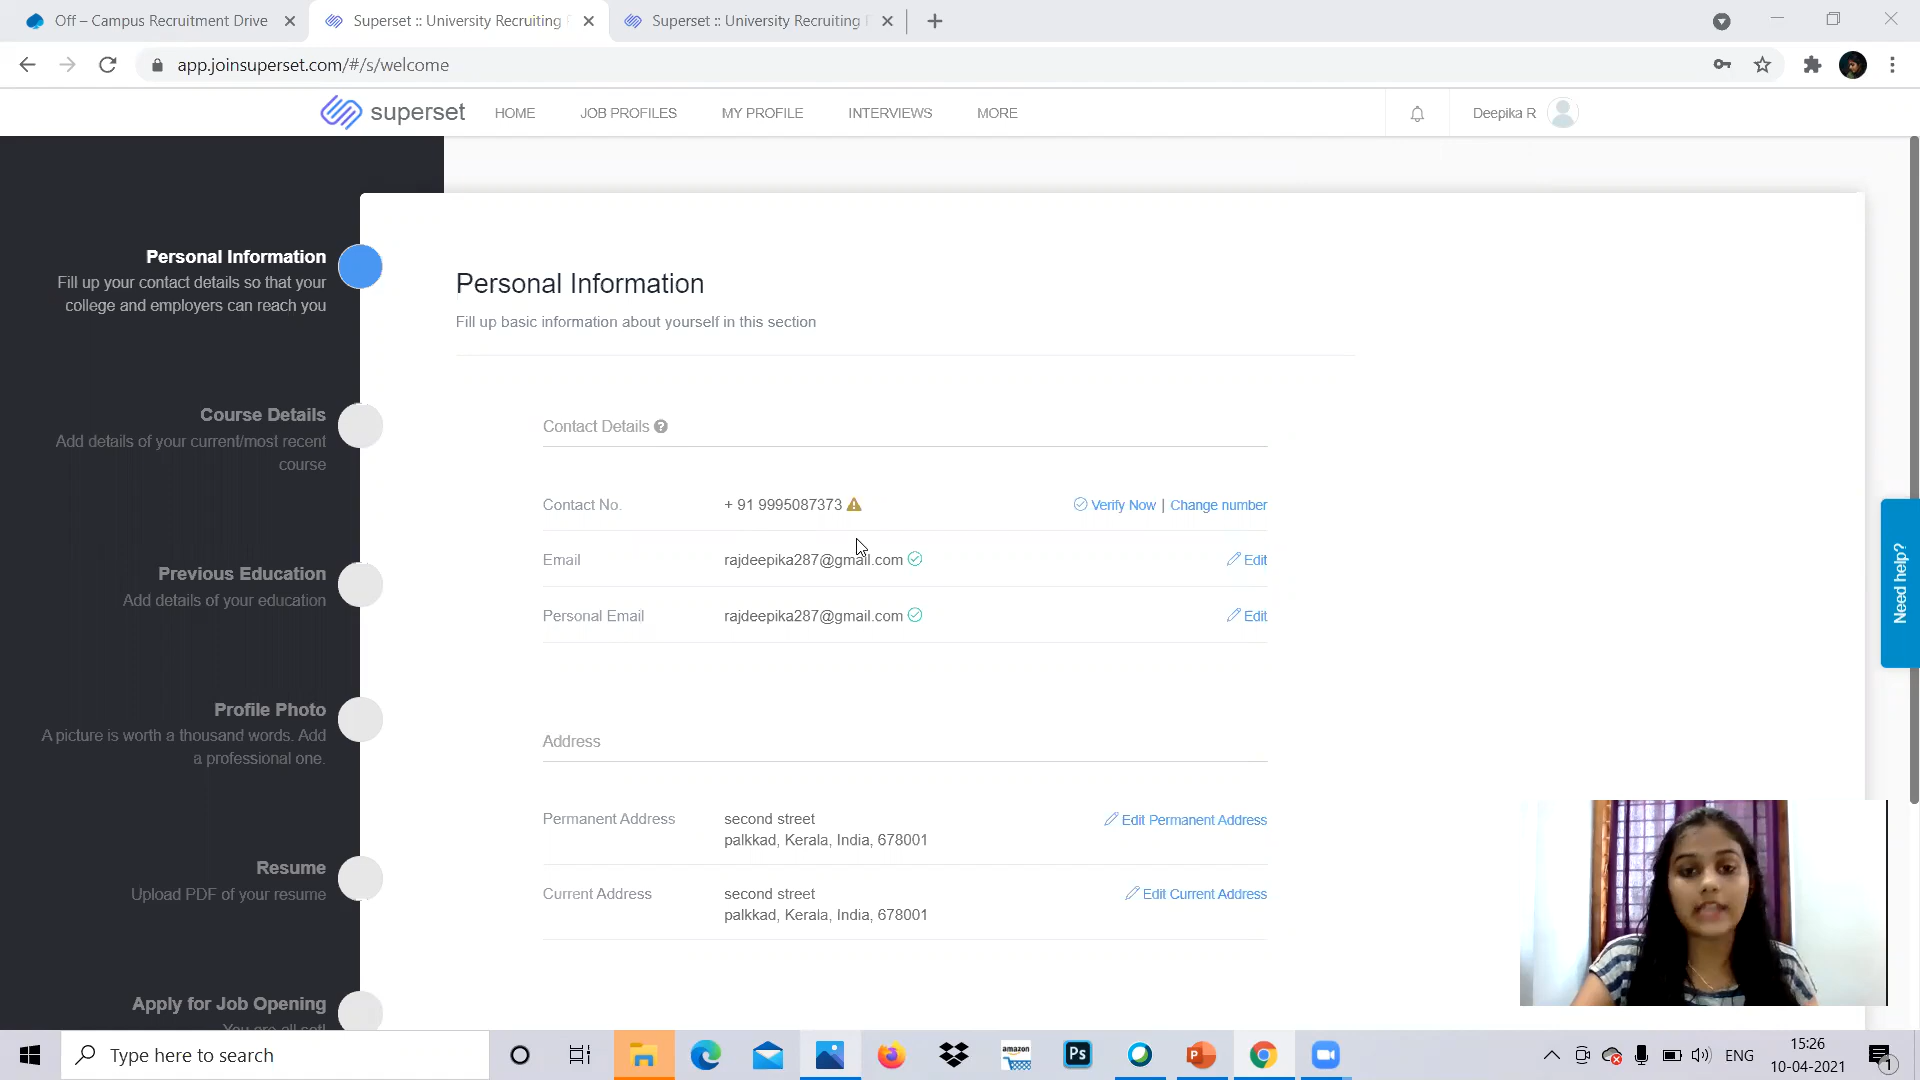 Off – Campus Recruitment Drive
Superset :: University Recruiting
Superset :: University Recruiting
app.joinsuperset.com/#/s/welcome
superset
HOME
JOB PROFILES
MY PROFILE
INTERVIEWS
MORE
Deepika R
Personal Information
Fill up your contact details so that your
college and employers can reach you
Course Details
Add details of your current/most recent
course
Previous Education
Add details of your education
Profile Photo
A picture is worth a thousand words. Add
a professional one.
Resume
Upload PDF of your resume
Apply for Job Opening
You are all set!
Personal Information
Fill up basic information about yourself in this section
Contact Details
Contact No. + 91 9995087373 Verify Now | Change number
Email rajdeepika287@gmail.com Edit
Personal Email rajdeepika287@gmail.com Edit
Address
Permanent Address second street Edit Permanent Address
palkkad, Kerala, India, 678001
Current Address second street Edit Current Address
palkkad, Kerala, India, 678001
Need help?
Type here to search
amazon
Ps
ENG
15:26
10-04-2021
1